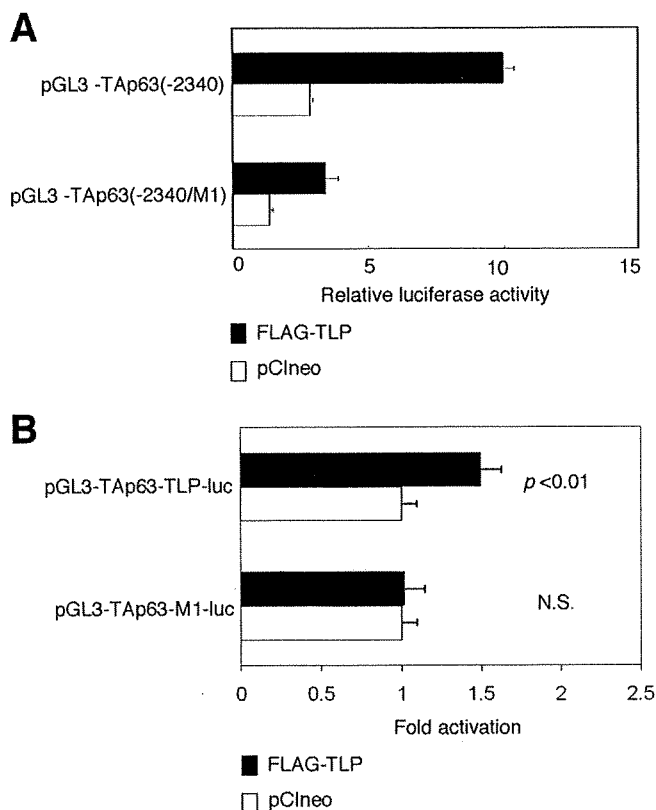 A
pGL3 -TAp63(-2340)
pGL3 -TAp63(-2340/M1)
0 5 10 15
Relative luciferase activity
FLAG-TLP
pCIneo
B
pGL3-TAp63-TLP-luc
p <0.01
pGL3-TAp63-M1-luc
N.S.
0 0.5 1 1.5 2 2.5
Fold activation
FLAG-TLP
pCIneo